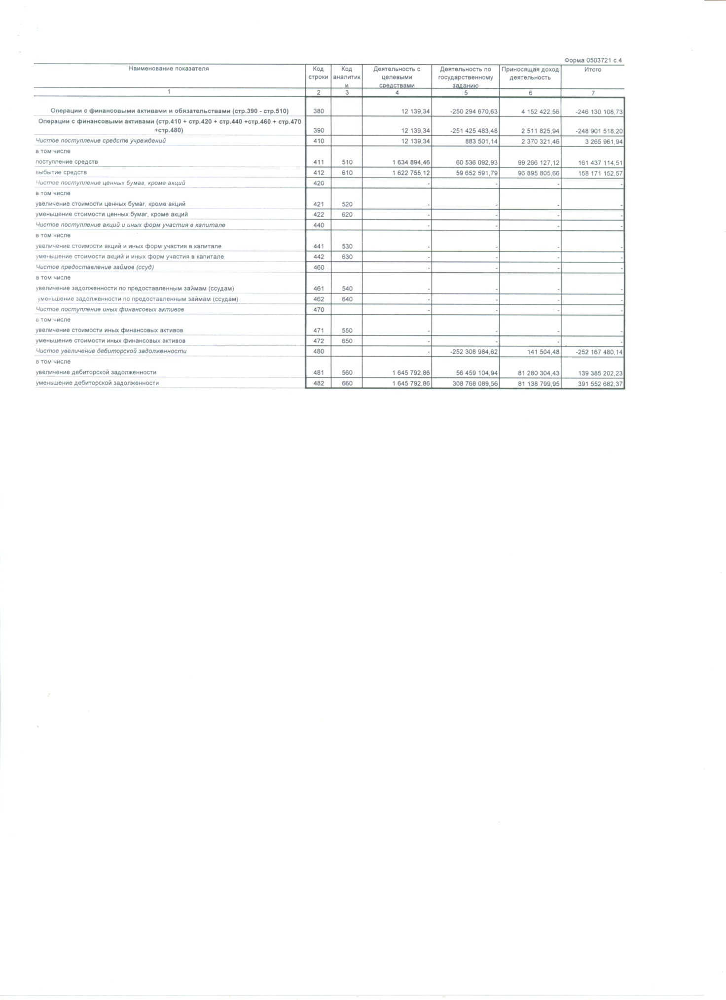 Форма 0503721 с.4
Наименование показателя Код строки Код аналитики Деятельность с целевыми средствами Деятельность по государственному заданию Приносящая доход деятельность Итого
1 2 3 4 5 6 7
Операции с финансовыми активами и обязательствами (стр.390 - стр.510) 380 12 139,34 -250 294 670,63 4 152 422,56 -246 130 108,73
Операции с финансовыми активами (стр.410 + стр.420 + стр.440 +стр.460 + стр.470
+стр.480) 390 12 139,34 -251 425 483,48 2 511 825,94 -248 901 518,20
Чистое поступление средств учреждений 410 12 139,34 883 501,14 2 370 321,46 3 265 961,94
в том числе
поступление средств 411 510 1 634 894,46 60 536 092,93 99 266 127,12 161 437 114,51
выбытие средств 412 610 1 622 755,12 59 652 591,79 96 895 805,66 158 171 152,57
Чистое поступление ценных бумаг, кроме акций 420 - - - -
в том числе
увеличение стоимости ценных бумаг, кроме акций 421 520 - - - -
уменьшение стоимости ценных бумаг, кроме акций 422 620 - - - -
Чистое поступление акций и иных форм участия в капитале 440 - - - -
в том числе
увеличение стоимости акций и иных форм участия в капитале 441 530 - - - -
уменьшение стоимости акций и иных форм участия в капитале 442 630 - - - -
Чистое предоставление займов (ссуд) 460 - - - -
в том числе
увеличение задолженности по предоставленным займам (ссудам) 461 540 - - - -
уменьшение задолженности по предоставленным займам (ссудам) 462 640 - - - -
Чистое поступление иных финансовых активов 470 - - - -
в том числе
увеличение стоимости иных финансовых активов 471 550 - - - -
уменьшение стоимости иных финансовых активов 472 650 - - - -
Чистое увеличение дебиторской задолженности 480 - -252 308 984,62 141 504,48 -252 167 480,14
в том числе
увеличение дебиторской задолженности 481 560 1 645 792,86 56 459 104,94 81 280 304,43 139 385 202,23
уменьшение дебиторской задолженности 482 660 1 645 792,86 308 768 089,56 81 138 799,95 391 552 682,37